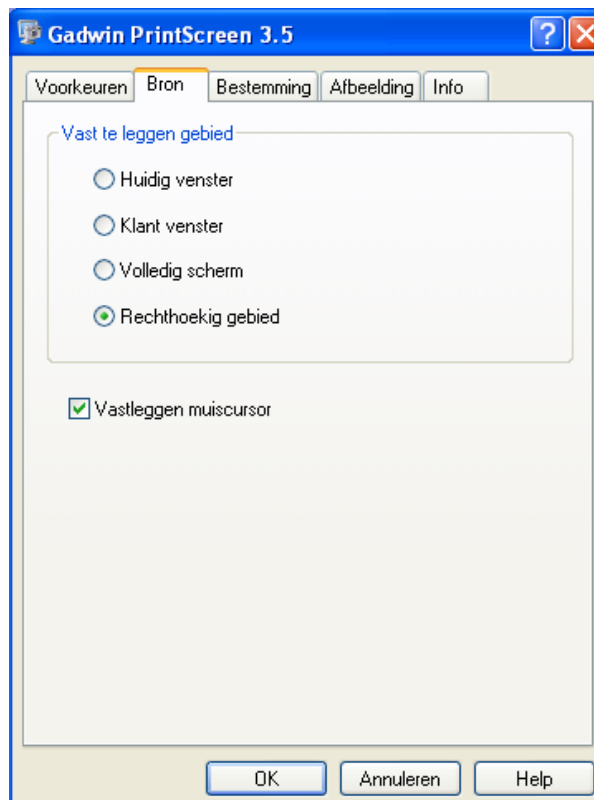 Gadwin PrintScreen 3.5
Voorkeuren Bron Bestemming Afbeelding Info
Vast te leggen gebied
Huidig venster
Klant venster
Volledig scherm
Rechthoekig gebied
Vastleggen muiscursor
OK Annuleren Help